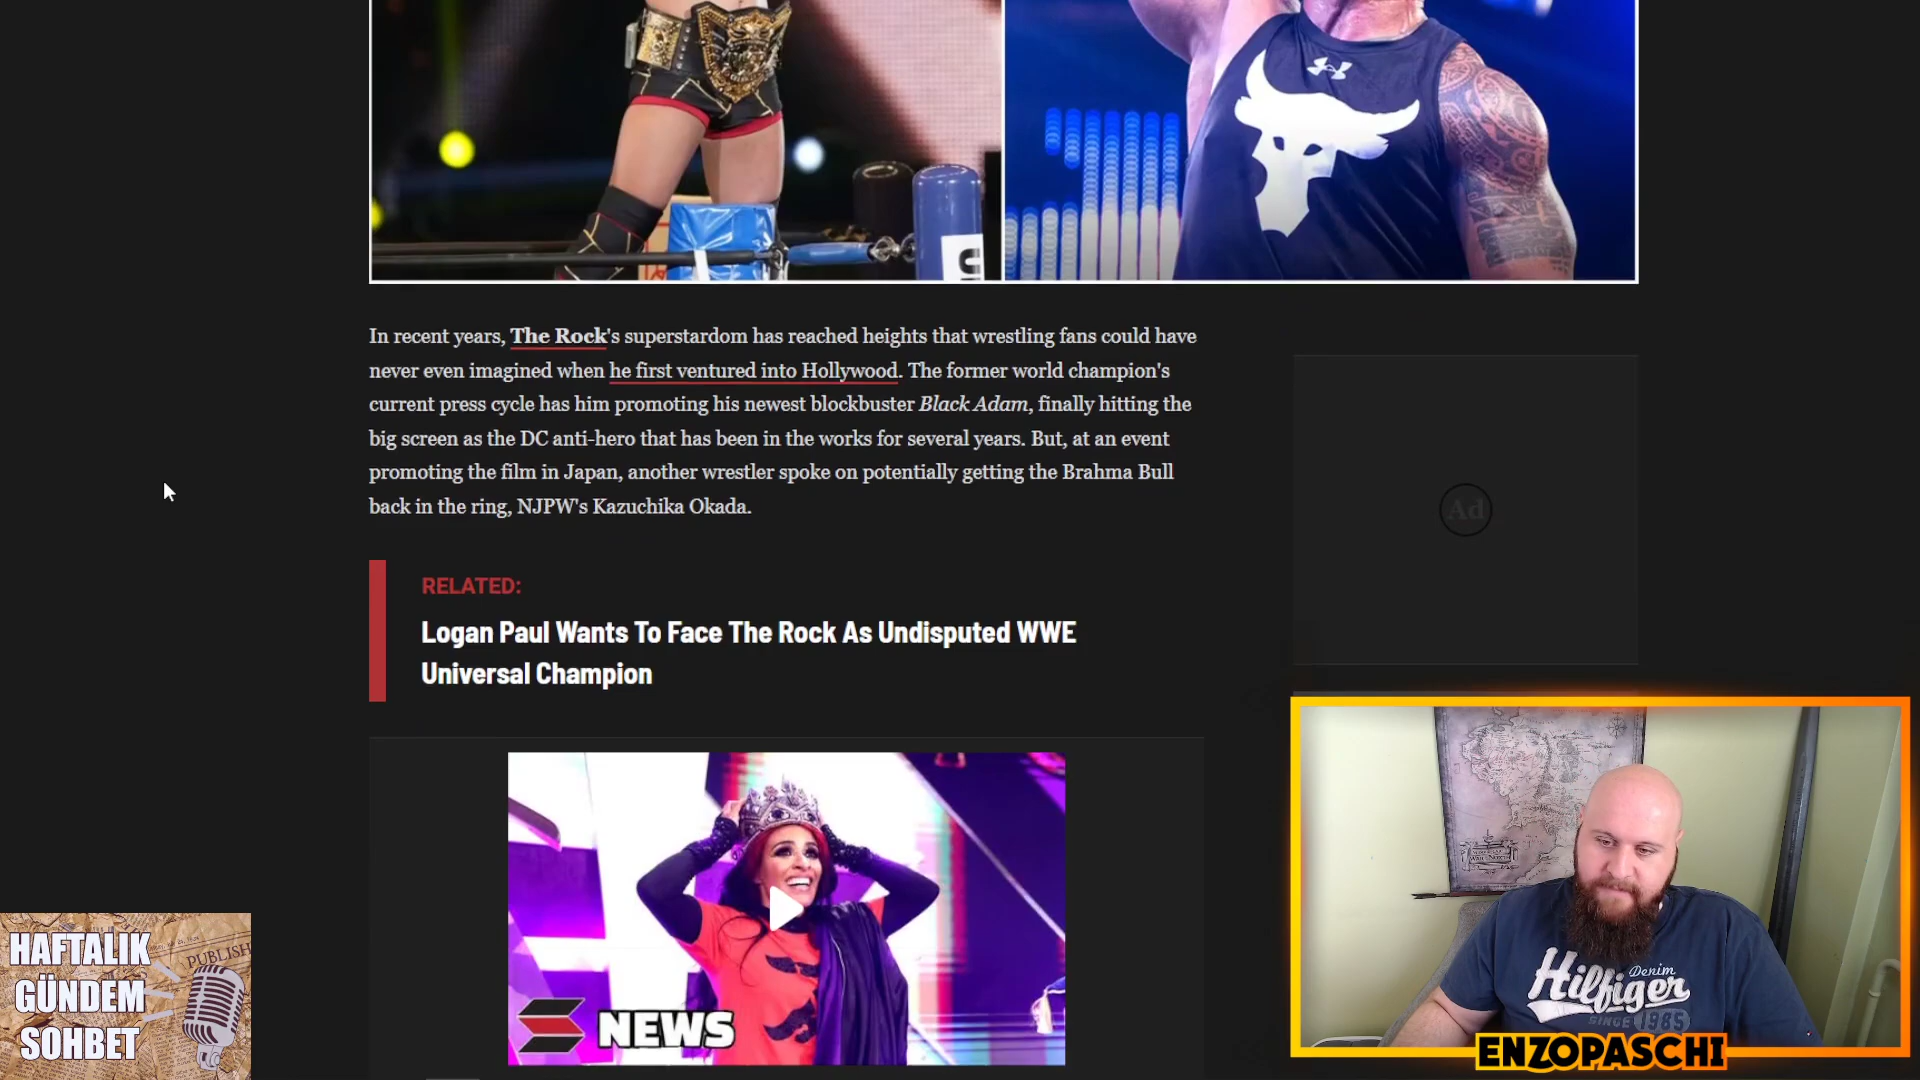 In recent years, The Rock's superstardom has reached heights that wrestling fans could have
never even imagined when he first ventured into Hollywood. The former world champion's
current press cycle has him promoting his newest blockbuster Black Adam, finally hitting the
big screen as the DC anti-hero that has been in the works for several years. But, at an event
promoting the film in Japan, another wrestler spoke on potentially getting the Brahma Bull
back in the ring, NJPW's Kazuchika Okada.
Ad
RELATED:
Logan Paul Wants To Face The Rock As Undisputed WWE
Universal Champion
NEWS
HAFTALIK
GÜNDEM
SOHBET
PUBLISH
Denim
Hilfiger
SINCE 1985
ENZOPASCHI